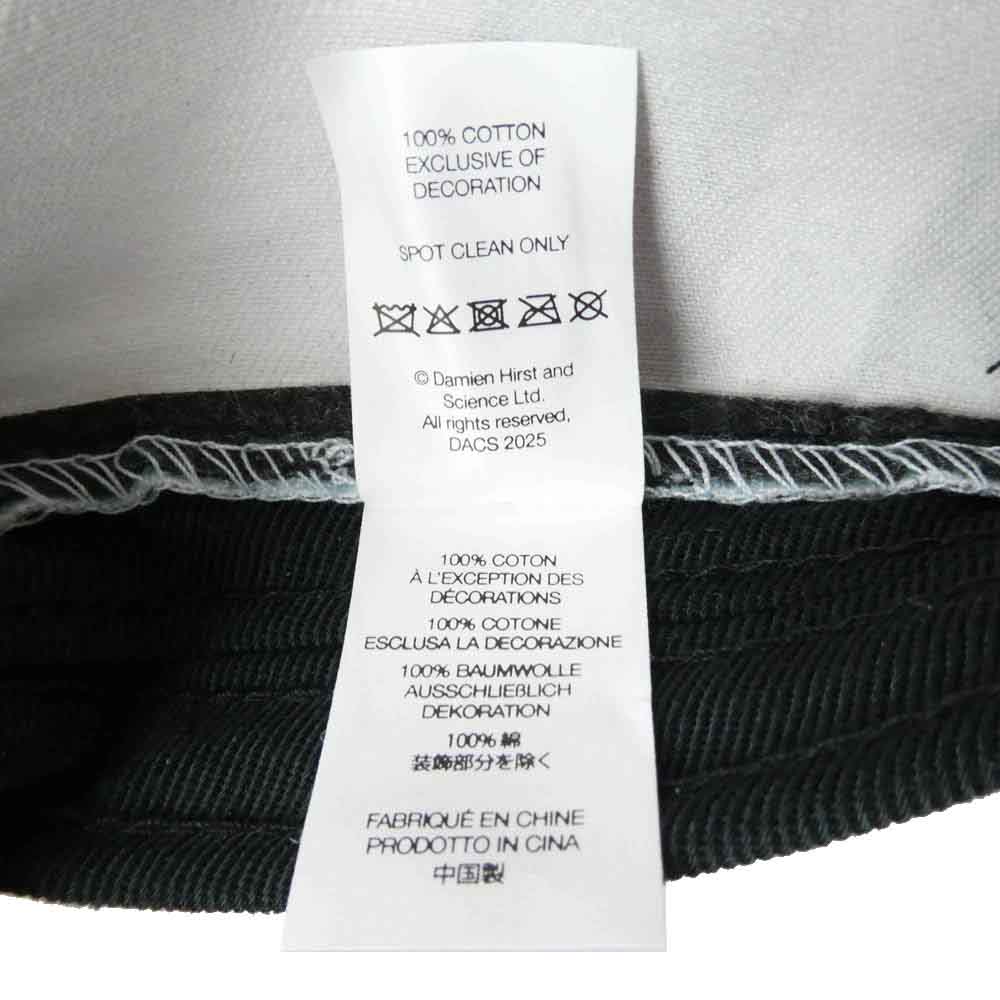 100% COTTON
EXCLUSIVE OF
DECORATION
SPOT CLEAN ONLY
© Damien Hirst and
Science Ltd.
All rights reserved,
DACS 2025
100% COTON
À L'EXCEPTION DES
DÉCORATIONS
100% COTONE
ESCLUSA LA DECORAZIONE
100% BAUMWOLLE
AUSSCHLIEßLICH
DEKORATION
100% 綿
装飾部分を除く
FABRIQUÉ EN CHINE
PRODOTTO IN CINA
中国製